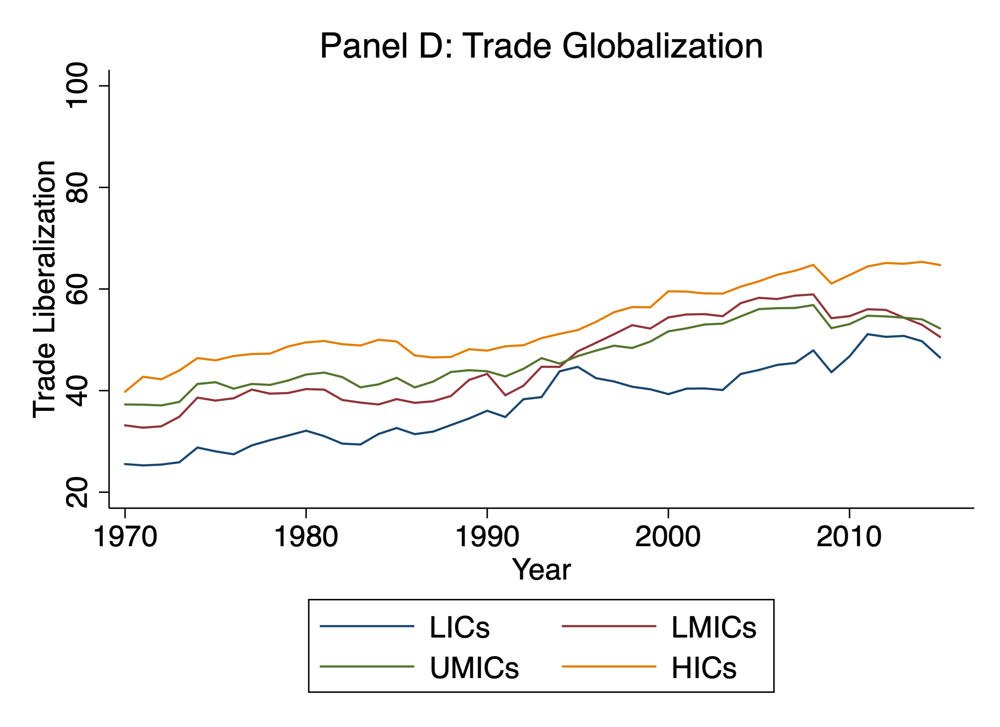 Panel D: Trade Globalization
Trade Liberalization
100
80
60
40
20
1970 1980 1990 2000 2010
Year
LICs LMICs
UMICs HICs